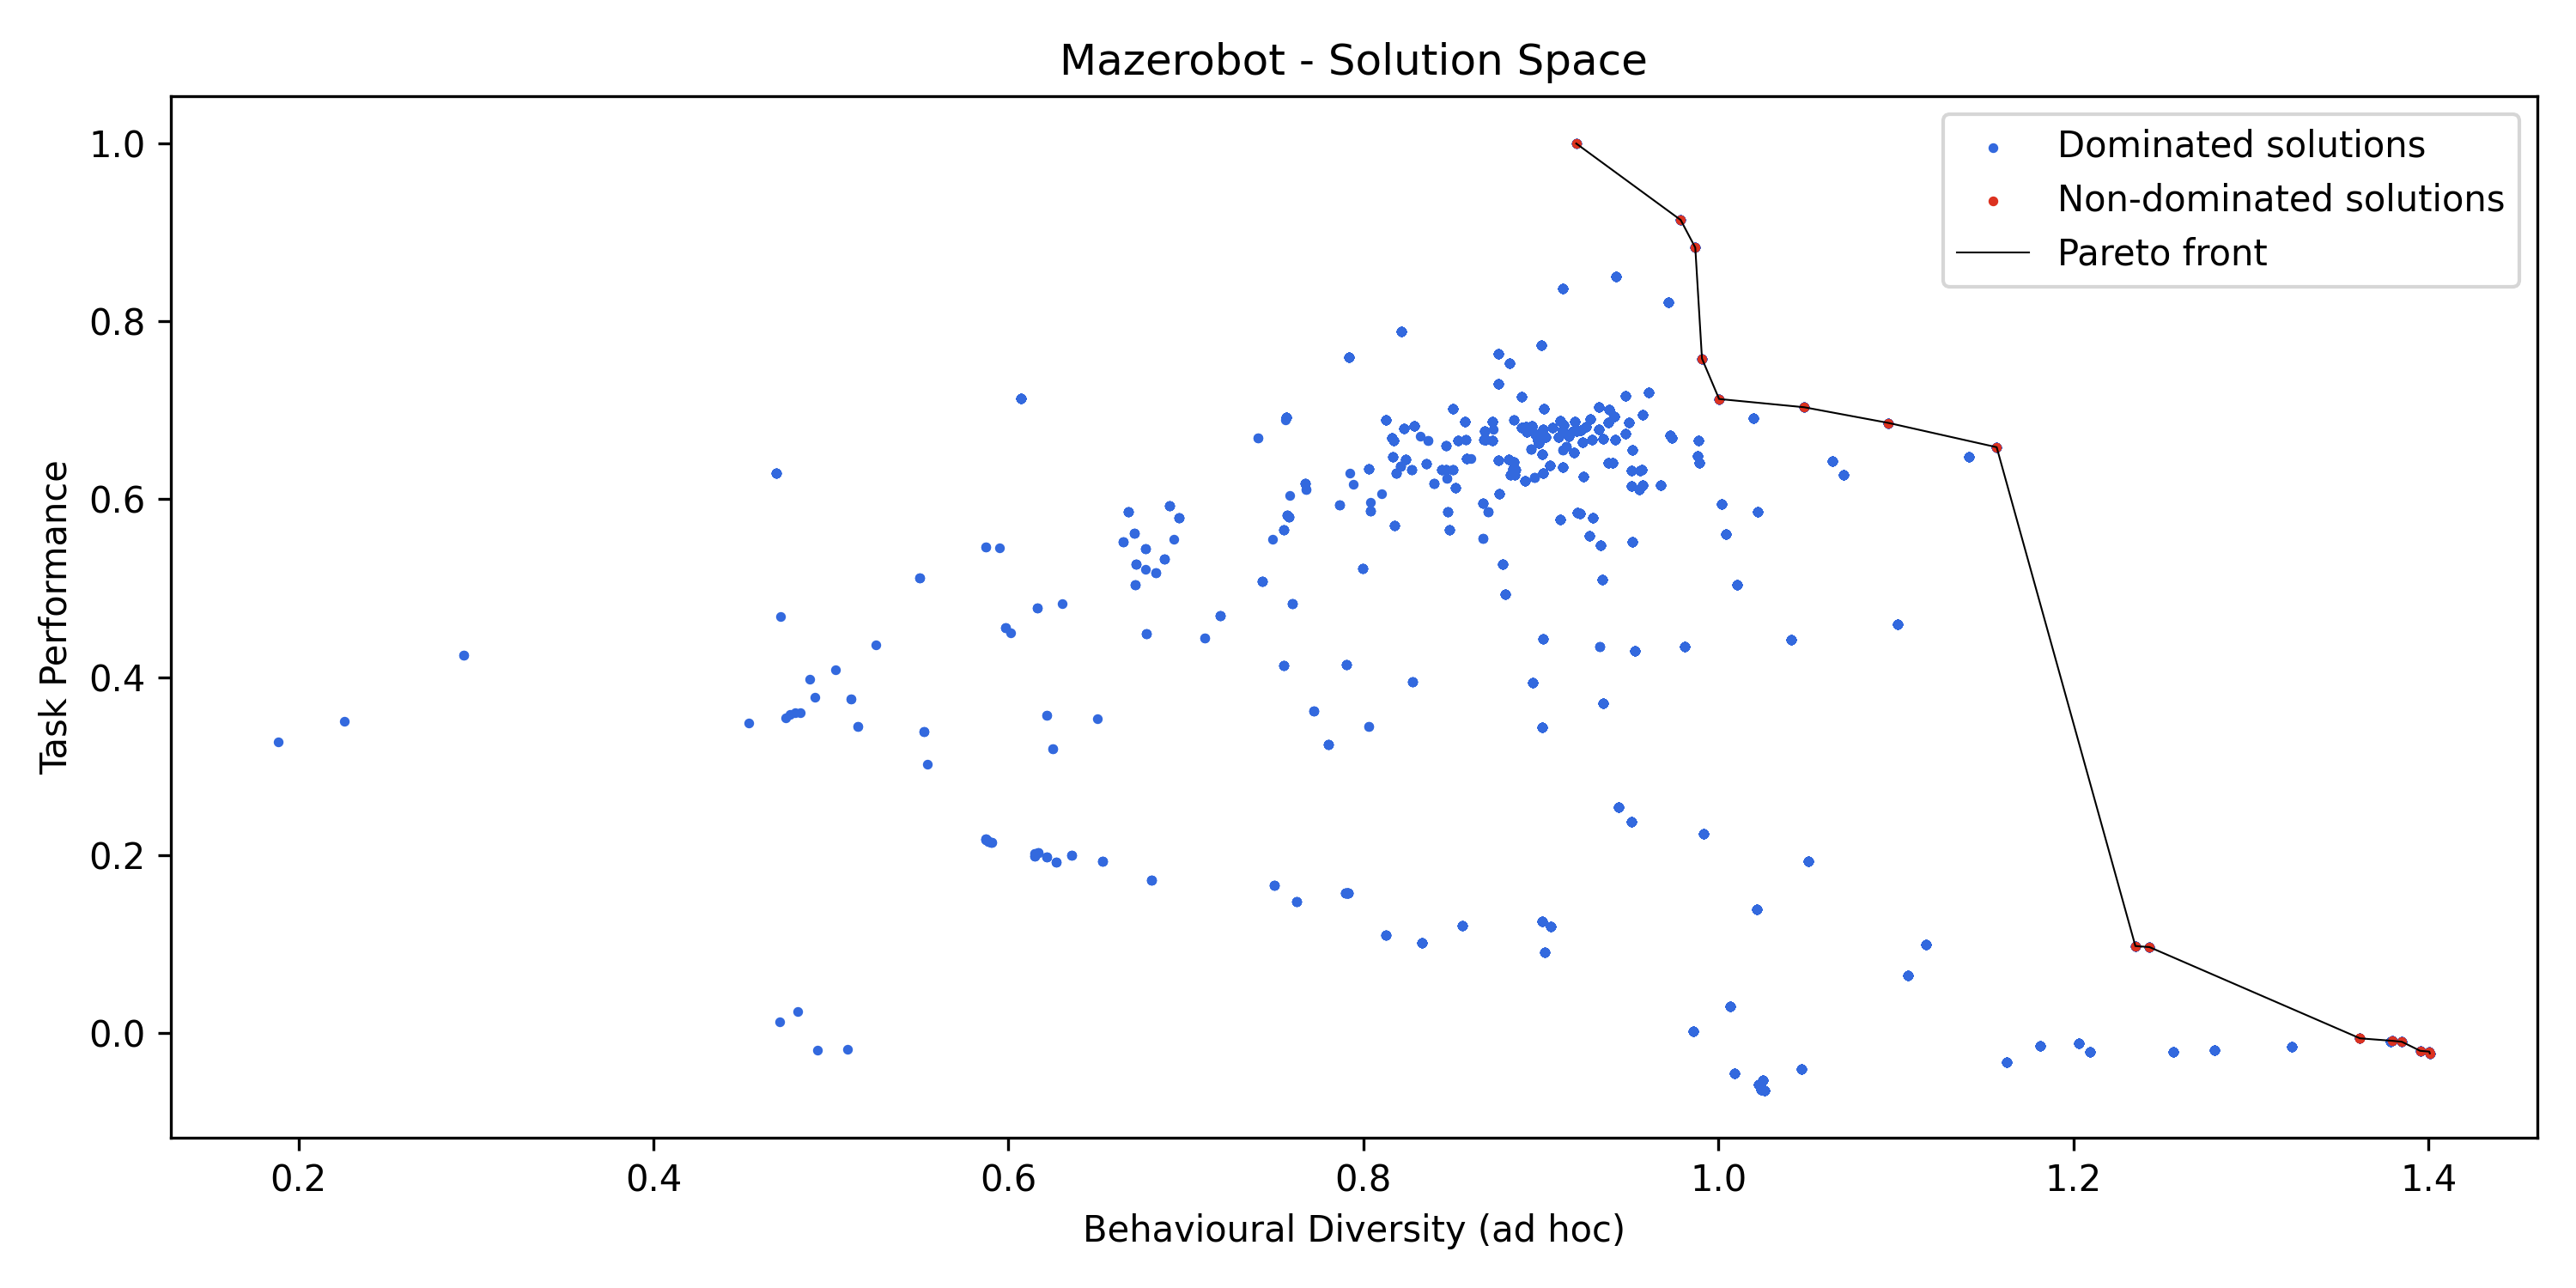 Mazerobot - Solution Space
Dominated solutions
Non-dominated solutions
Pareto front
Task Performance
1.0
0.8
0.6
0.4
0.2
0.0
0.2 0.4 0.6 0.8 1.0 1.2 1.4
Behavioural Diversity (ad hoc)